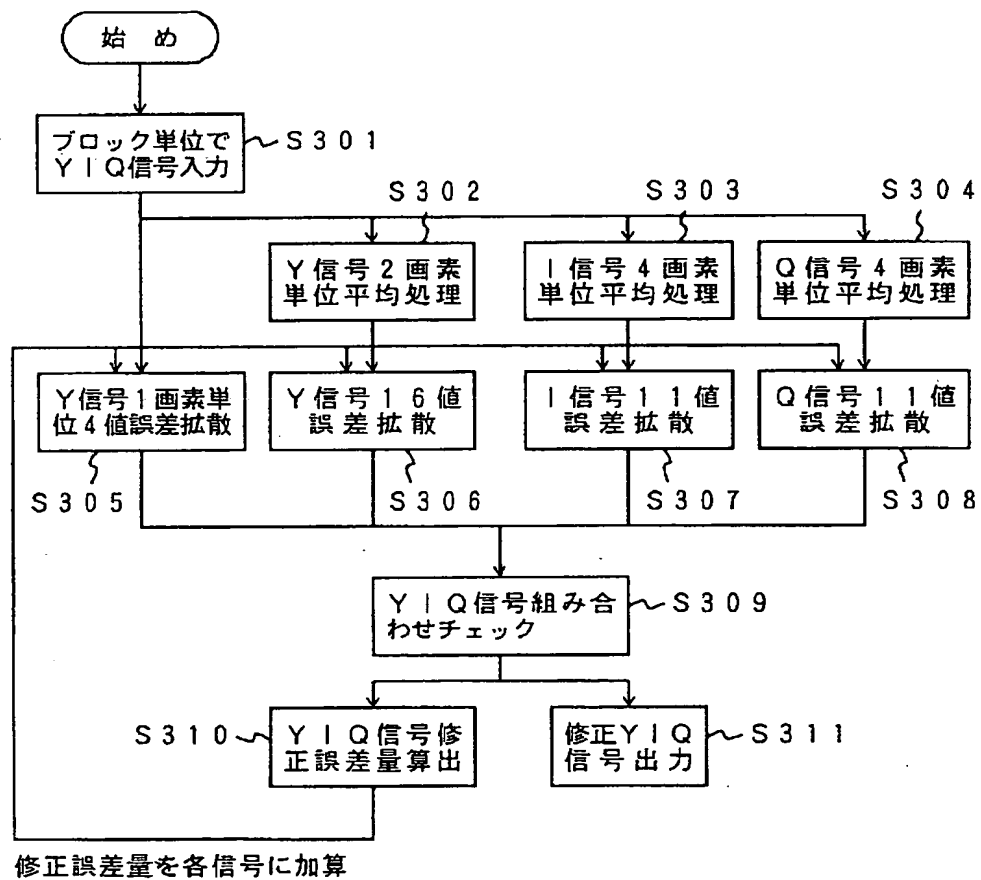 始 め
ブロック単位で
ＹＩＱ信号入力
Ｓ３０１
Ｓ３０２
Ｓ３０３
Ｓ３０４
Ｙ信号２画素
単位平均処理
Ｉ信号４画素
単位平均処理
Ｑ信号４画素
単位平均処理
Ｙ信号１画素単
位４値誤差拡散
Ｙ信号１６値
誤差拡散
Ｉ信号１１値
誤差拡散
Ｑ信号１１値
誤差拡散
Ｓ３０５
Ｓ３０６
Ｓ３０７
Ｓ３０８
ＹＩＱ信号組み合
わせチェック
Ｓ３０９
Ｓ３１０
ＹＩＱ信号修
正誤差量算出
修正ＹＩＱ
信号出力
Ｓ３１１
修正誤差量を各信号に加算